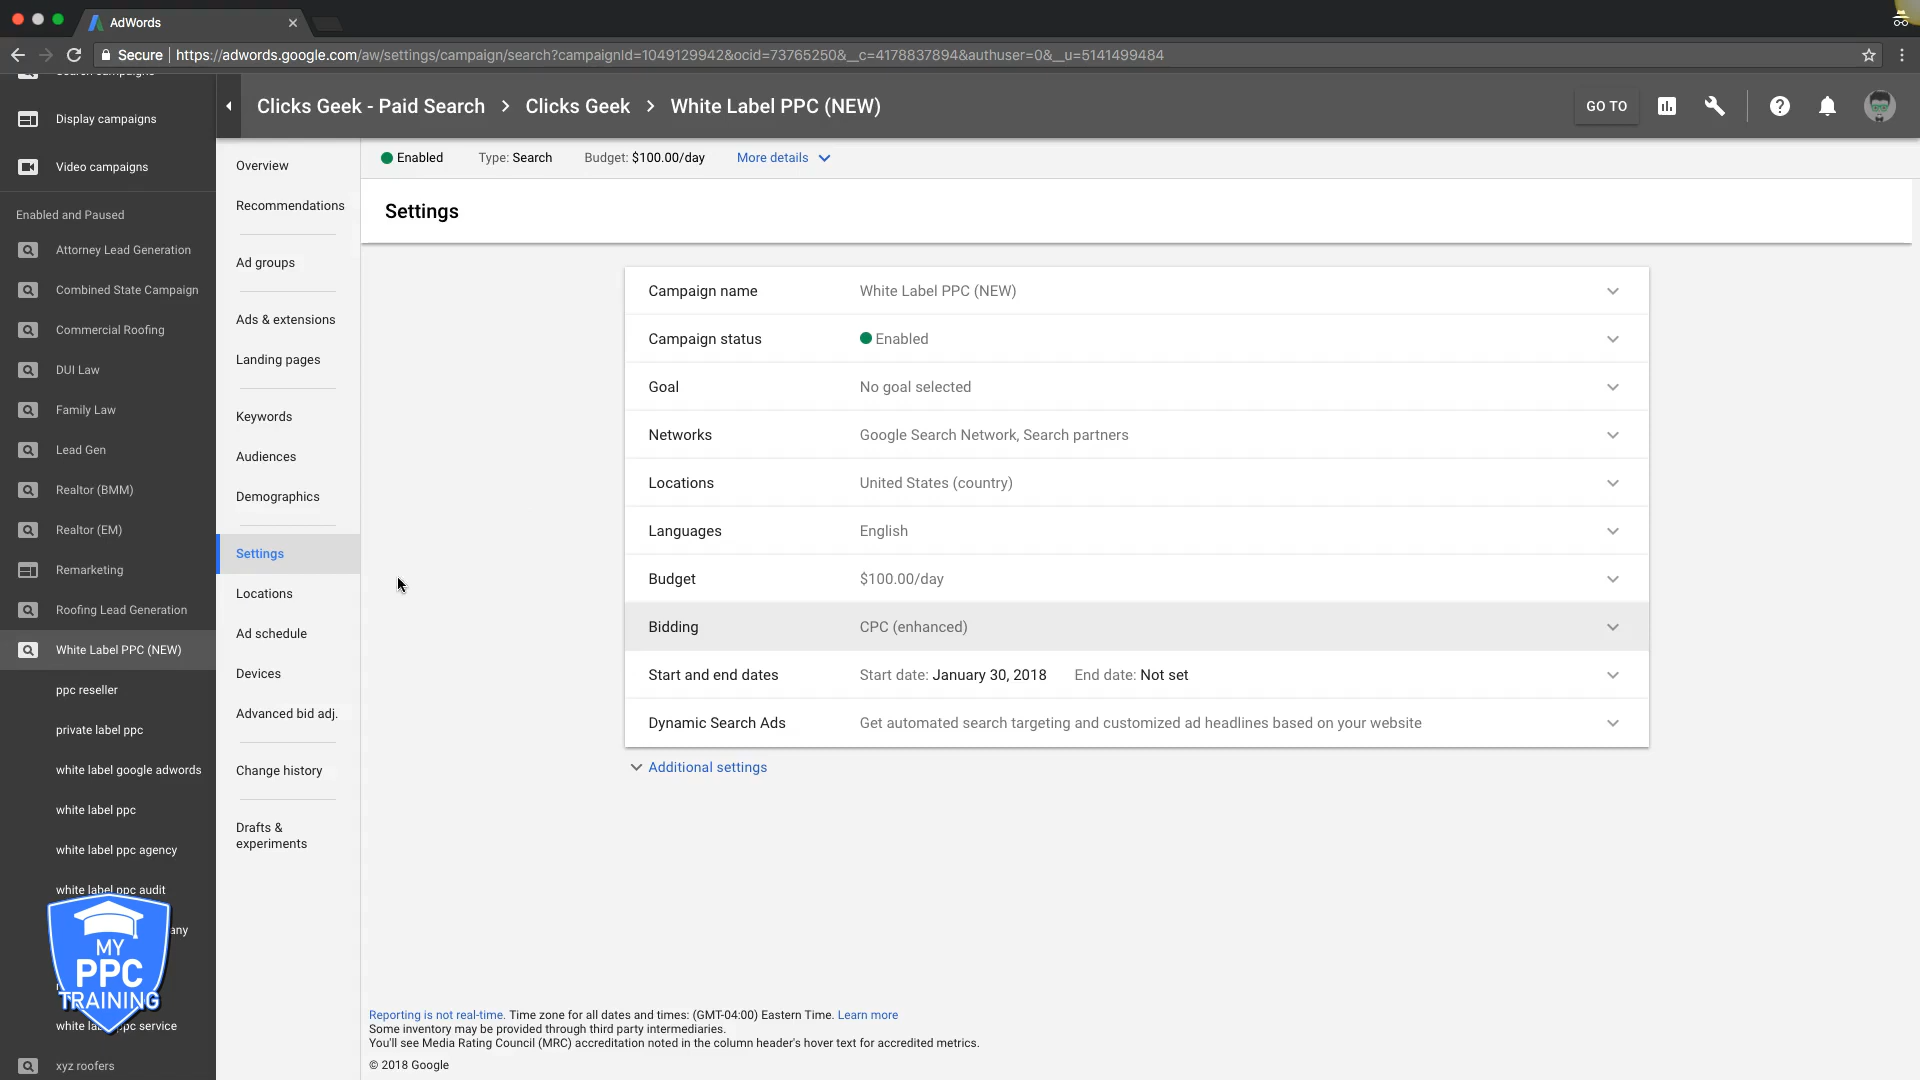 AdWords
Secure
https://adwords.google.com/aw/settings/campaign/search?campaignId=1049129942&ocid=73765250&__c=4178837894&authuser=0&__u=5141499484
Search campaigns
Display campaigns
Video campaigns
Enabled and Paused
Attorney Lead Generation
Combined State Campaign
Commercial Roofing
DUI Law
Family Law
Lead Gen
Realtor (BMM)
Realtor (EM)
Remarketing
Roofing Lead Generation
White Label PPC (NEW)
ppc reseller
private label ppc
white label google adwords
white label ppc
white label ppc agency
white label ppc audit
any
white label ppc service
xyz roofers
MY
PPC
TRAINING
Clicks Geek - Paid Search
Clicks Geek
White Label PPC (NEW)
GO TO
Overview
Recommendations
Ad groups
Ads & extensions
Landing pages
Keywords
Audiences
Demographics
Settings
Locations
Ad schedule
Devices
Advanced bid adj.
Change history
Drafts &
experiments
Enabled Type: Search Budget: $100.00/day More details
Settings
Campaign name White Label PPC (NEW)
Campaign status Enabled
Goal No goal selected
Networks Google Search Network, Search partners
Locations United States (country)
Languages English
Budget $100.00/day
Bidding CPC (enhanced)
Start and end dates Start date: January 30, 2018 End date: Not set
Dynamic Search Ads Get automated search targeting and customized ad headlines based on your website
Additional settings
Reporting is not real-time. Time zone for all dates and times: (GMT-04:00) Eastern Time. Learn more
Some inventory may be provided through third party intermediaries.
You'll see Media Rating Council (MRC) accreditation noted in the column header's hover text for accredited metrics.
© 2018 Google